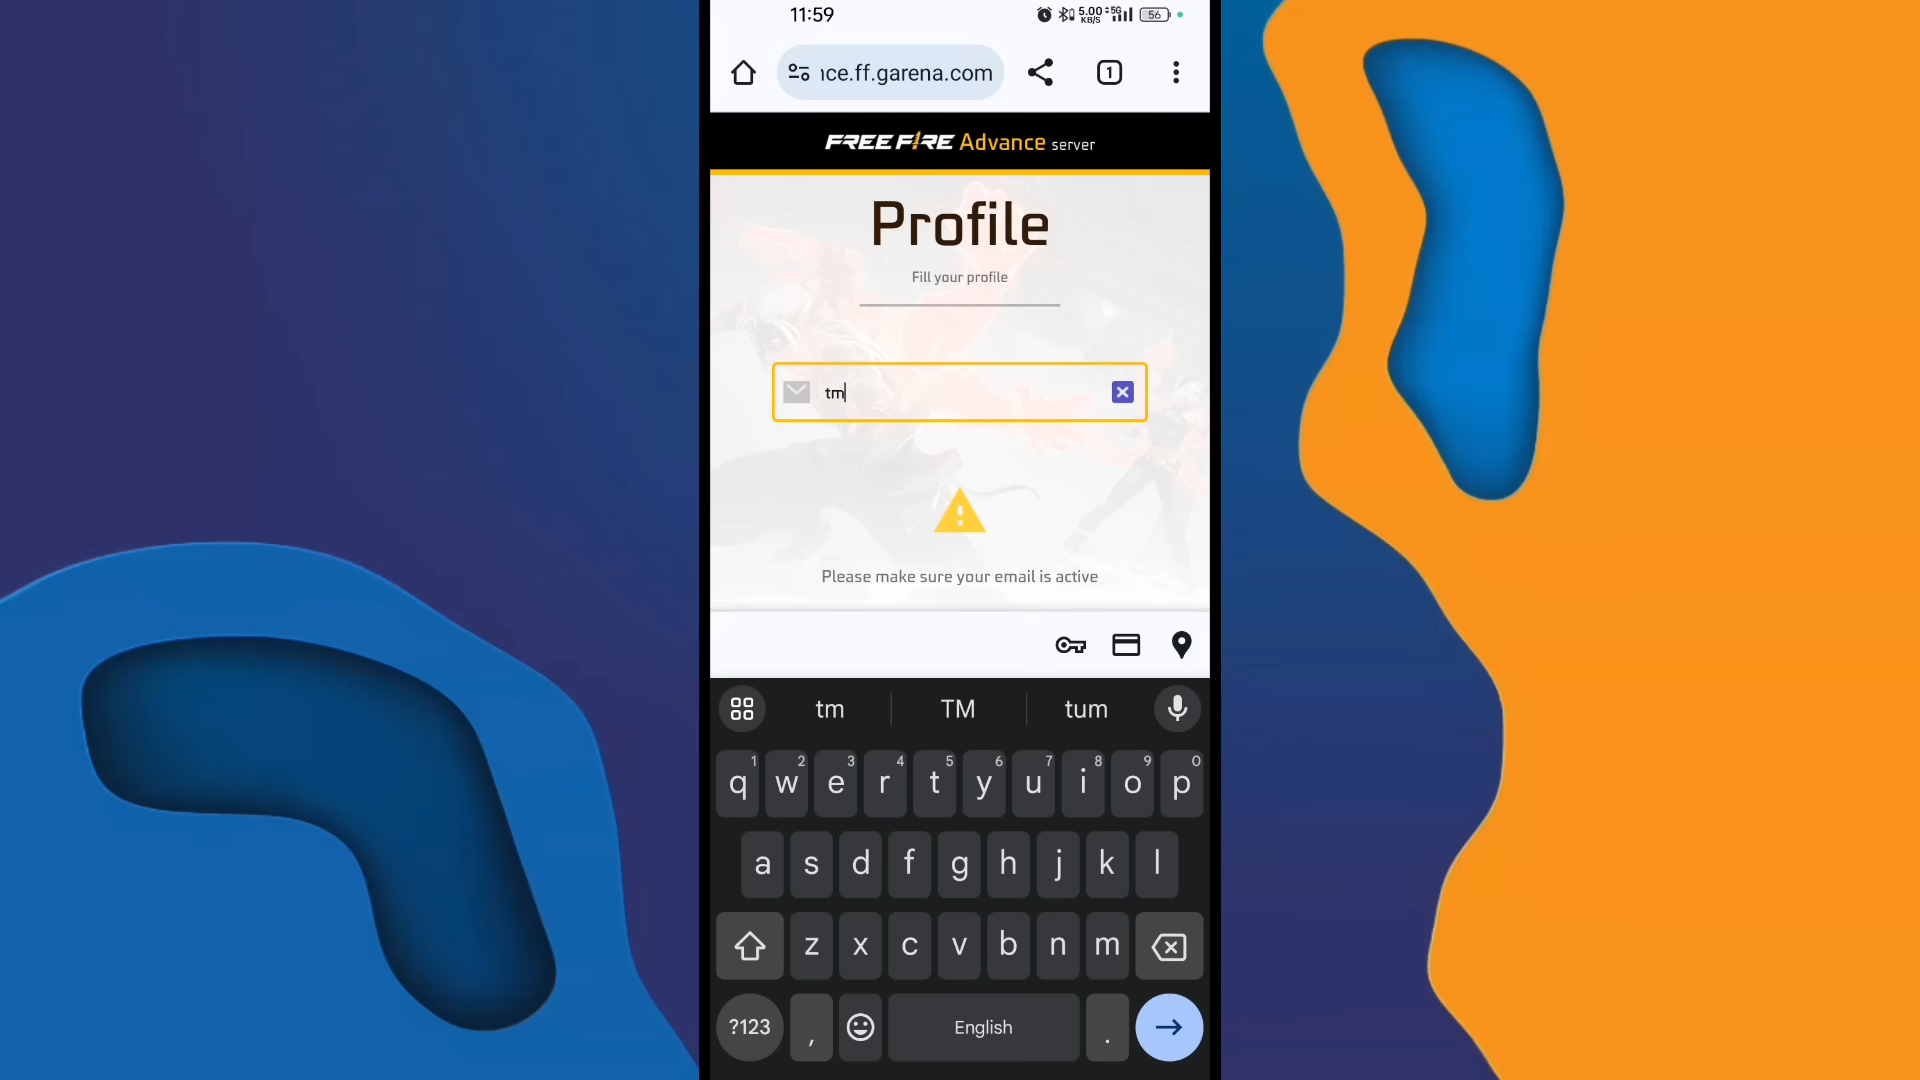 11:59
5.00 KB/S 5G 56
nce.ff.garena.com
1
FREE FIRE Advance server
Profile
Fill your profile
tm
Please make sure your email is active
tm TM tum
1 2 3 4 5 6 7 8 9 0
q w e r t y u i o p
a s d f g h j k l
z x c v b n m
?123 , English .